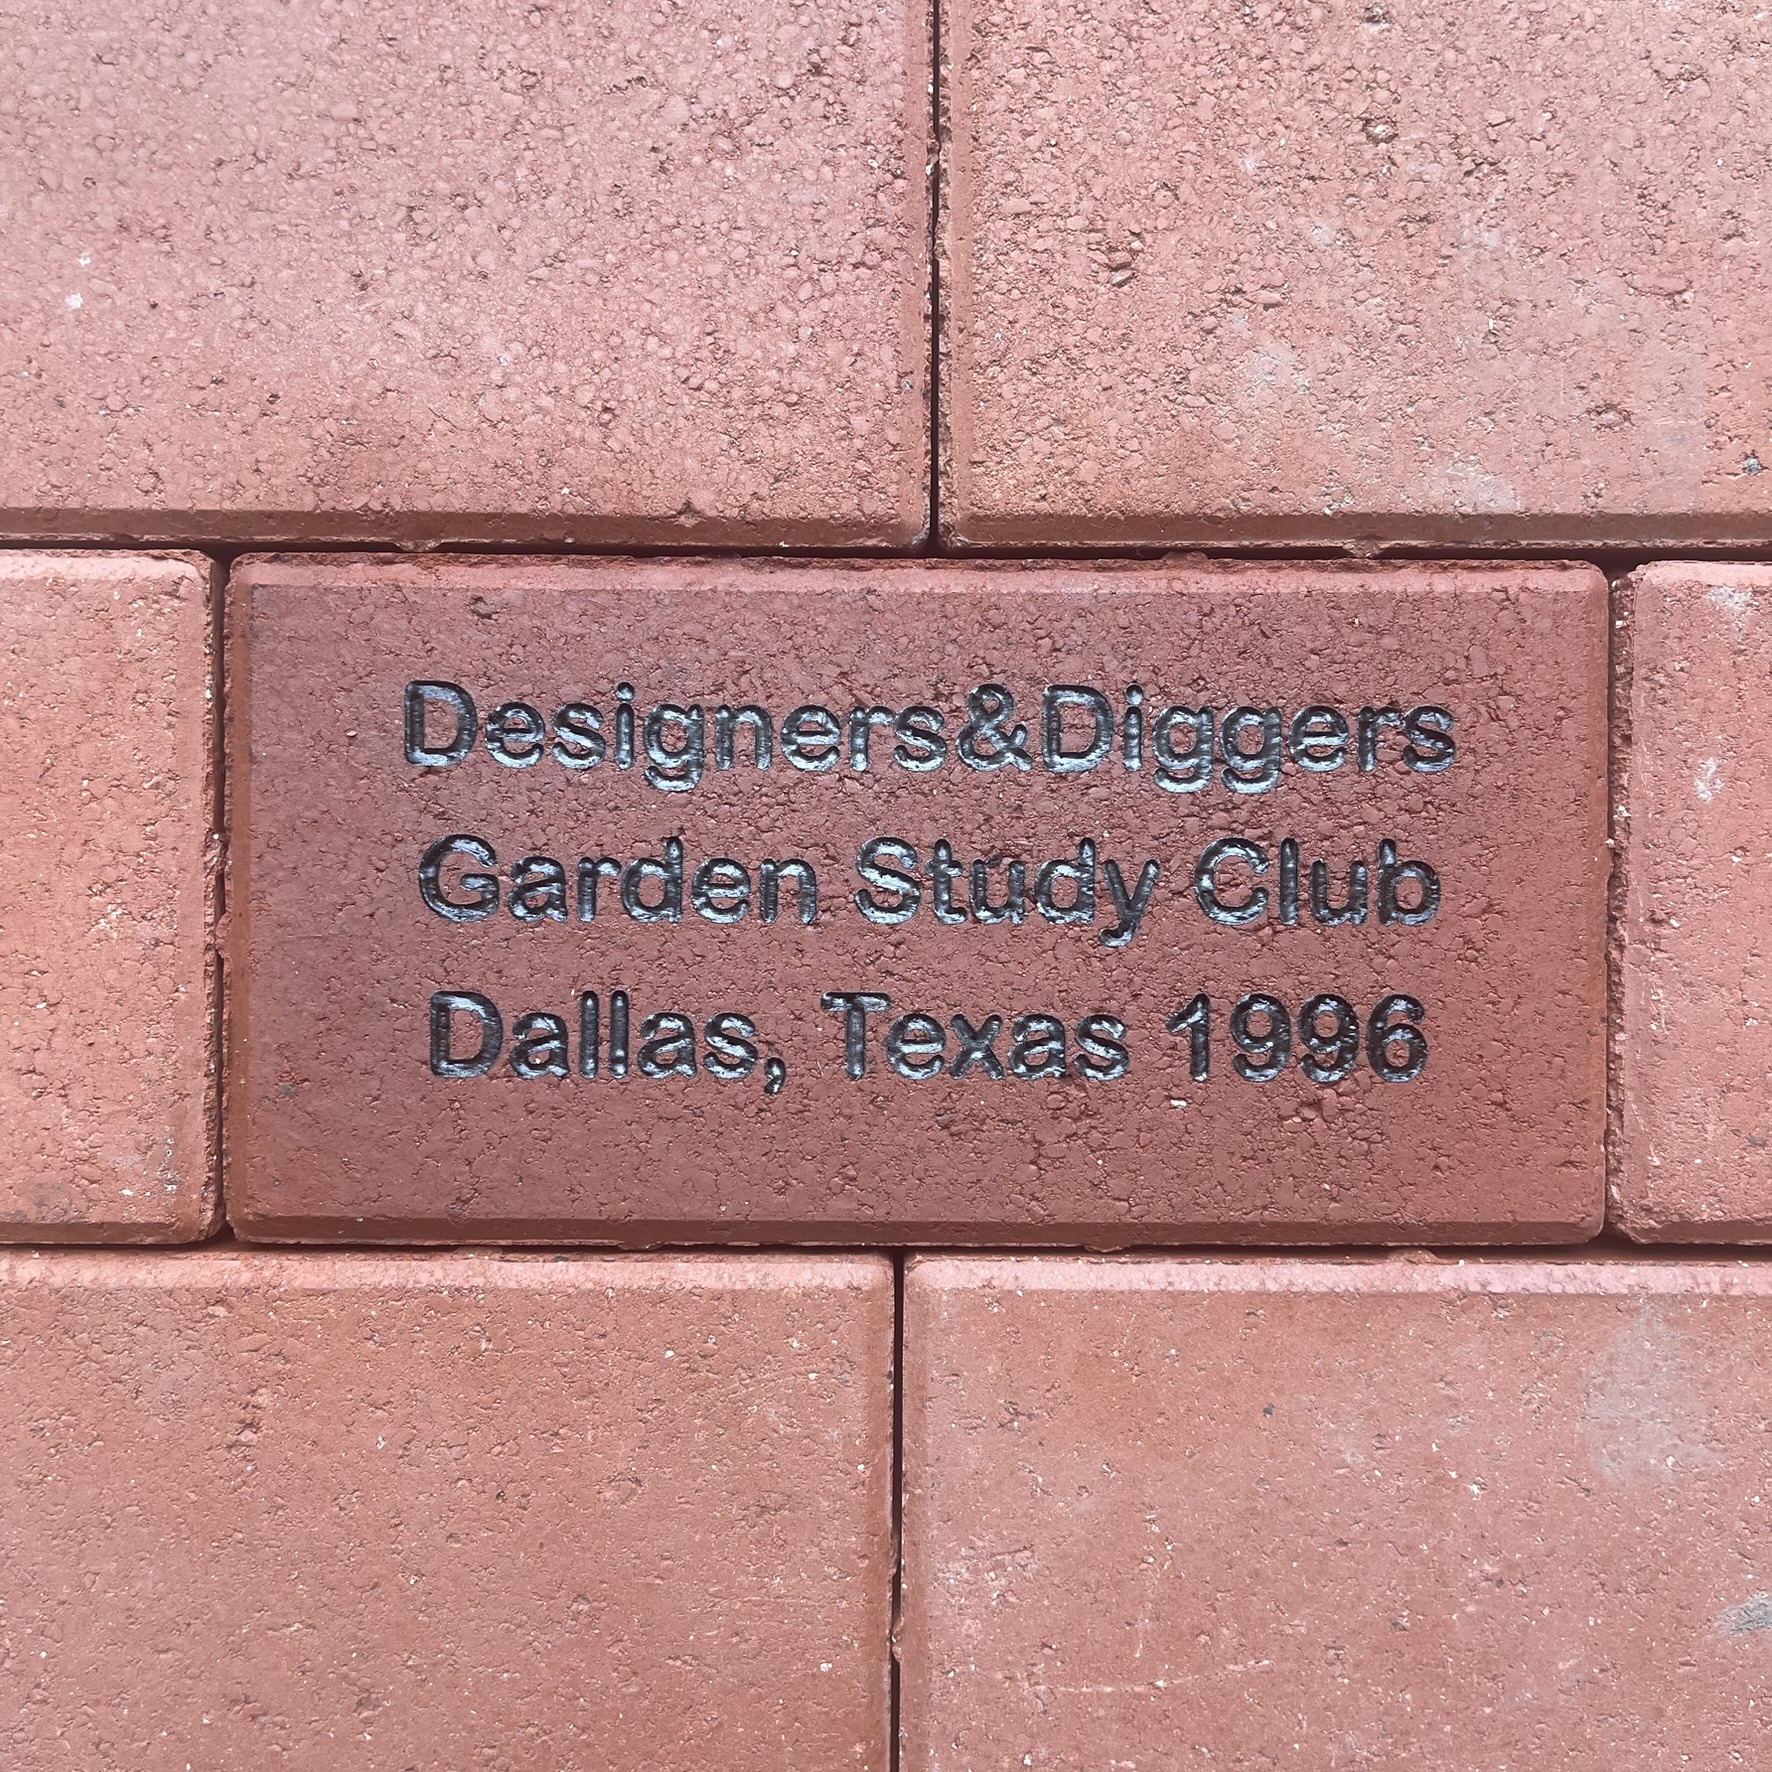 Designers&Diggers
Garden Study Club
Dallas, Texas 1996